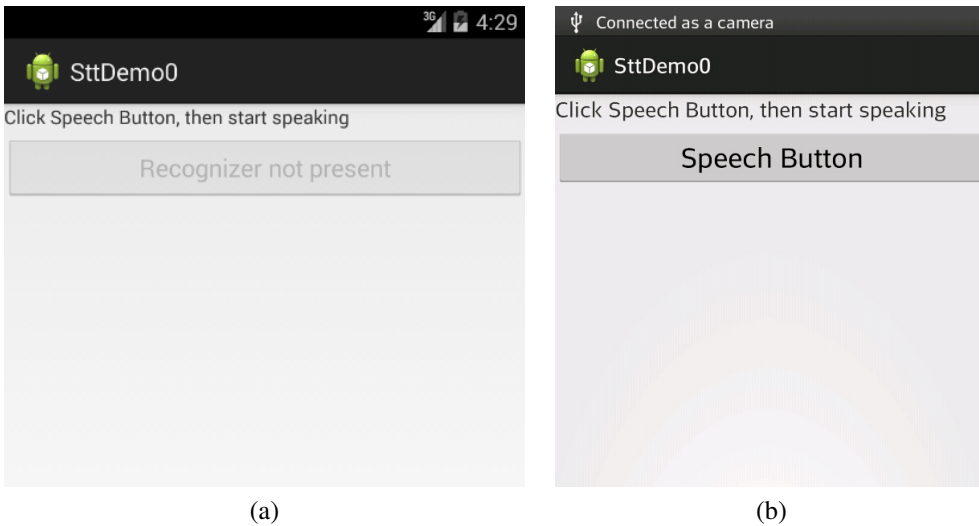 3G 4:29
SttDemo0
Click Speech Button, then start speaking
Recognizer not present
(a)
Connected as a camera
SttDemo0
Click Speech Button, then start speaking
Speech Button
(b)